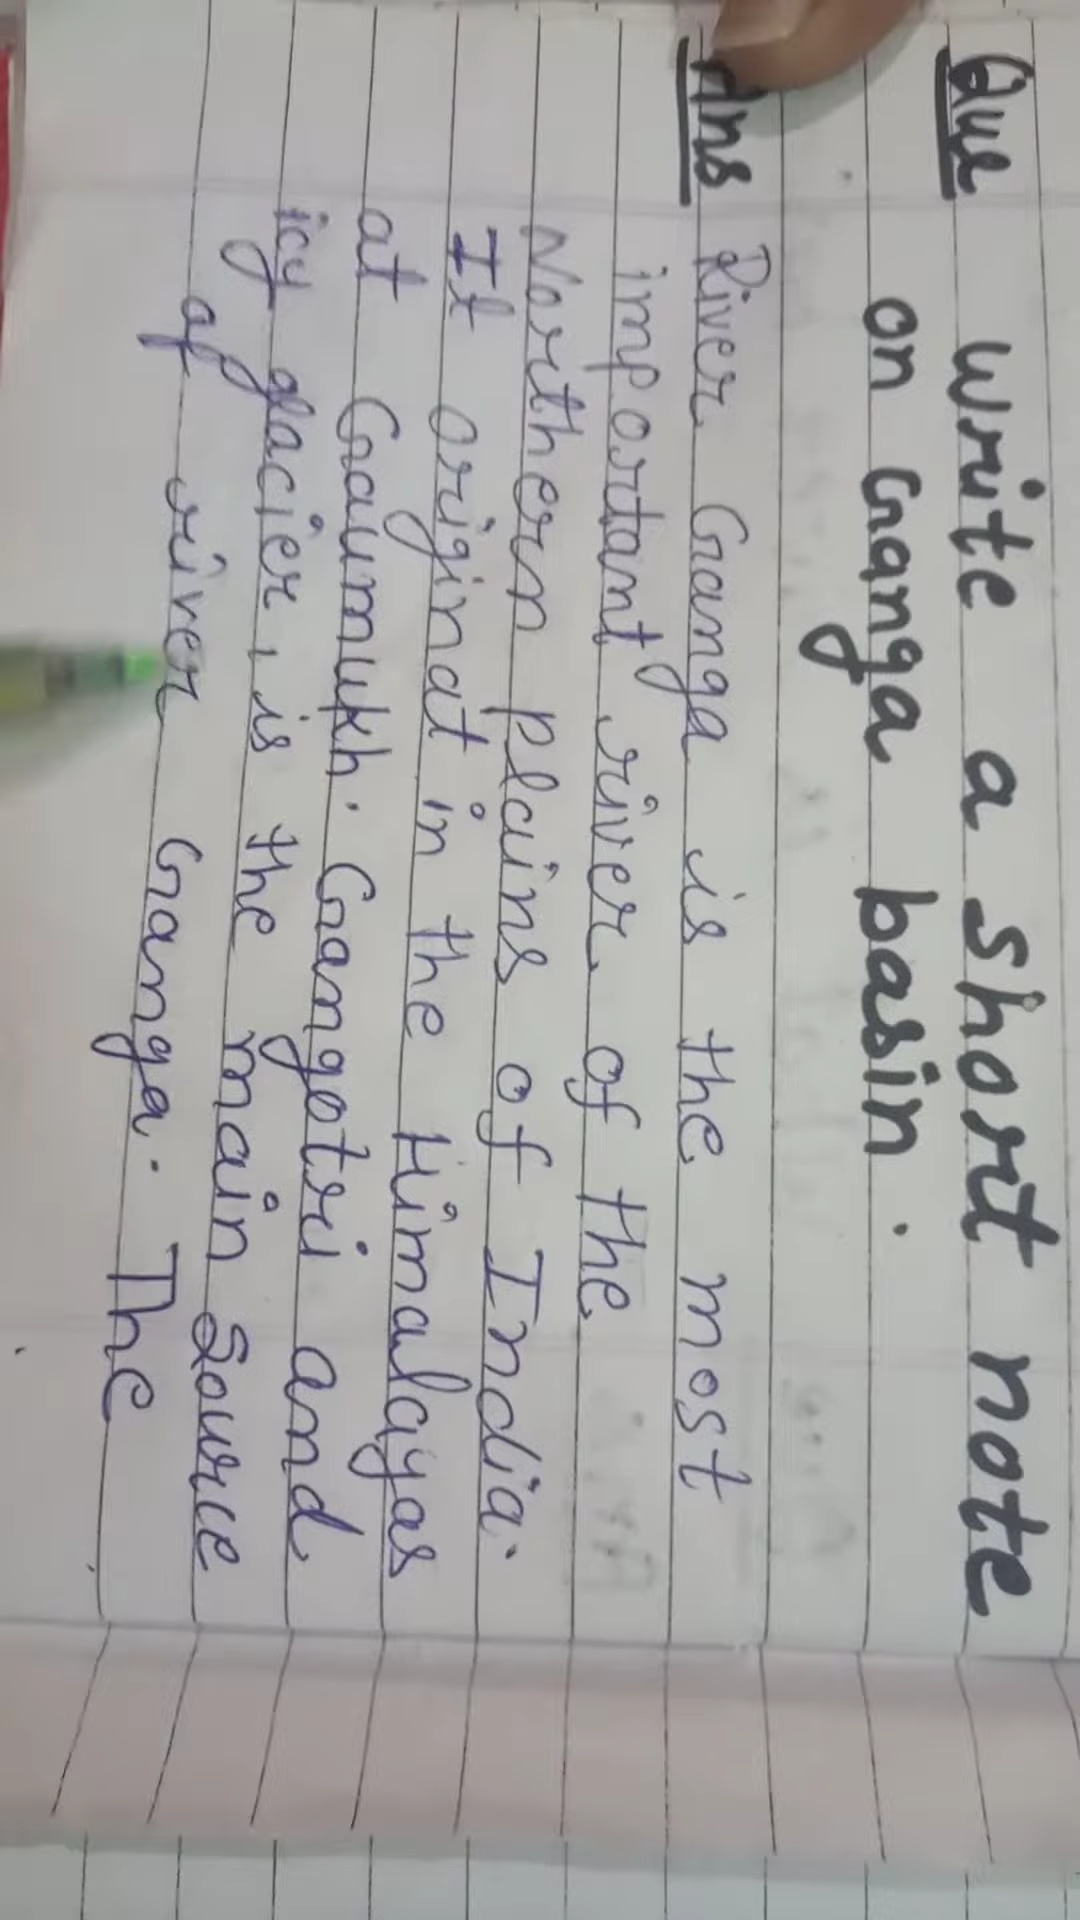 Que write a short note
on Ganga basin.
Ans River Ganga is the most
important river of the
Northern plains of India.
It originat in the Himalayas
at Gaumukh. Gangotri and
icy glacier, is the main source
of river Ganga. The